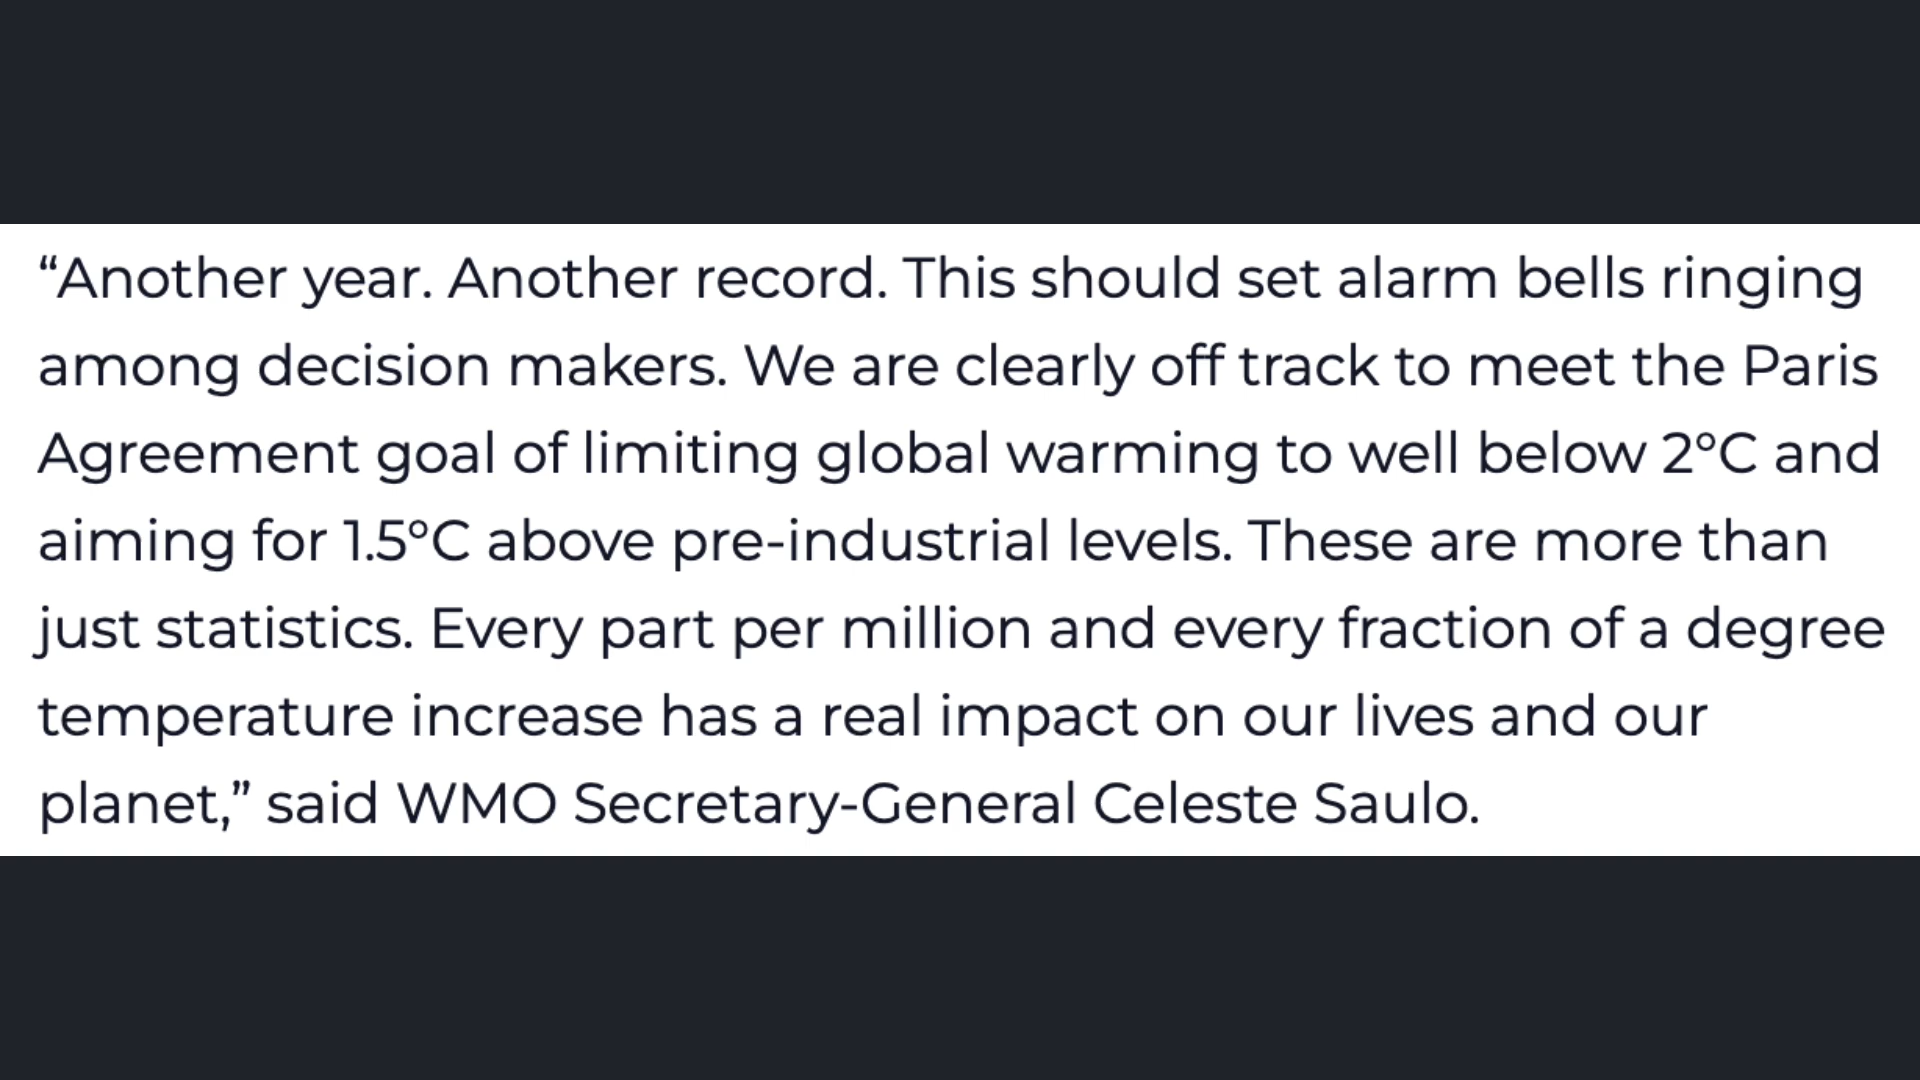 “Another year. Another record. This should set alarm bells ringing
among decision makers. We are clearly off track to meet the Paris
Agreement goal of limiting global warming to well below 2°C and
aiming for 1.5°C above pre-industrial levels. These are more than
just statistics. Every part per million and every fraction of a degree
temperature increase has a real impact on our lives and our
planet,” said WMO Secretary-General Celeste Saulo.